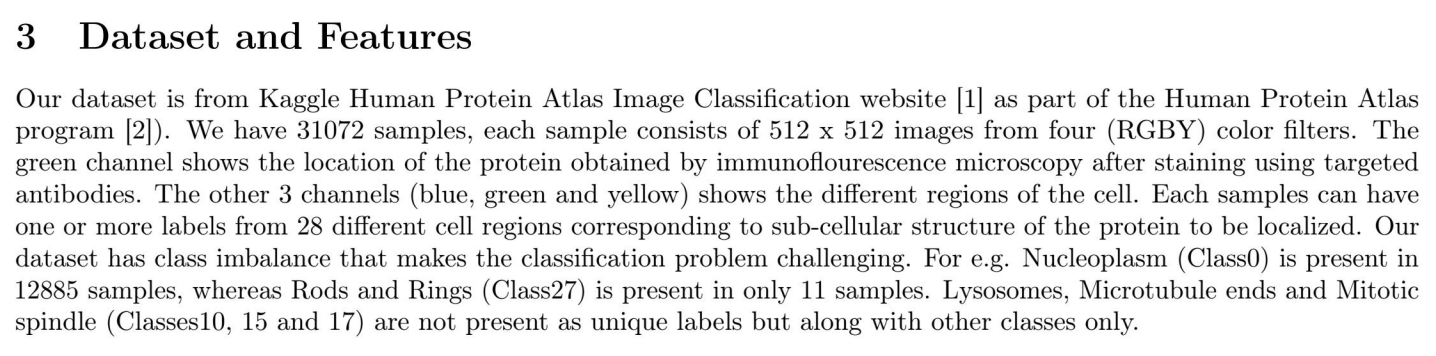 3 Dataset and Features
Our dataset is from Kaggle Human Protein Atlas Image Classification website [1] as part of the Human Protein Atlas
program [2]). We have 31072 samples, each sample consists of 512 x 512 images from four (RGBY) color filters. The
green channel shows the location of the protein obtained by immunoflourescence microscopy after staining using targeted
antibodies. The other 3 channels (blue, green and yellow) shows the different regions of the cell. Each samples can have
one or more labels from 28 different cell regions corresponding to sub-cellular structure of the protein to be localized. Our
dataset has class imbalance that makes the classification problem challenging. For e.g. Nucleoplasm (Class0) is present in
12885 samples, whereas Rods and Rings (Class27) is present in only 11 samples. Lysosomes, Microtubule ends and Mitotic
spindle (Classes10, 15 and 17) are not present as unique labels but along with other classes only.